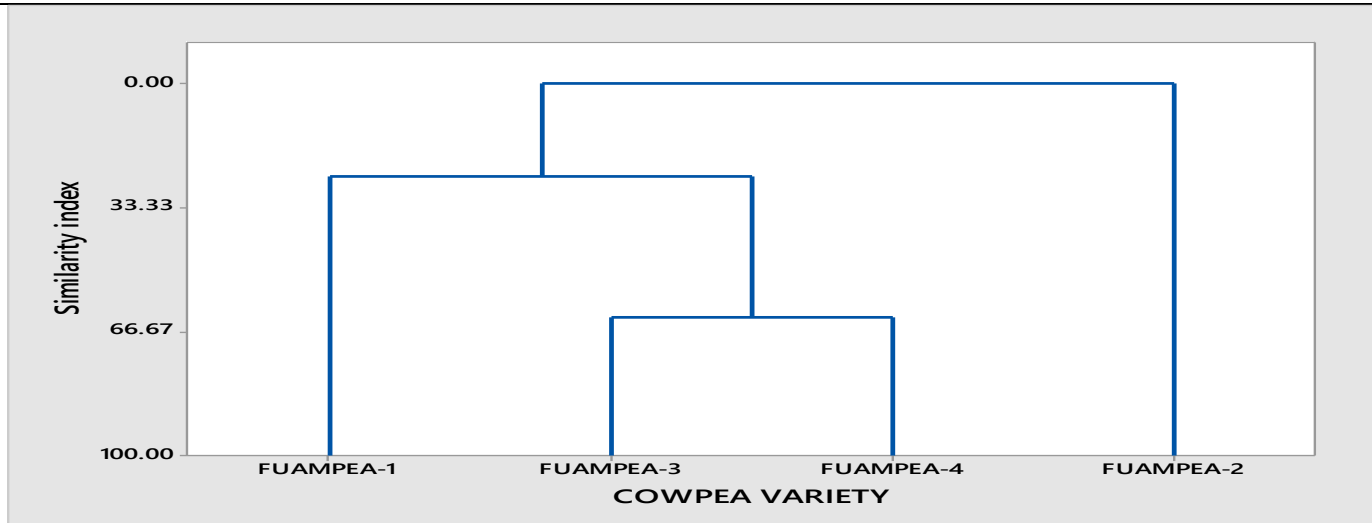 0.00
33.33
66.67
100.00
Similarity index
FUAMPEA-1 FUAMPEA-3 FUAMPEA-4 FUAMPEA-2
COWPEA VARIETY